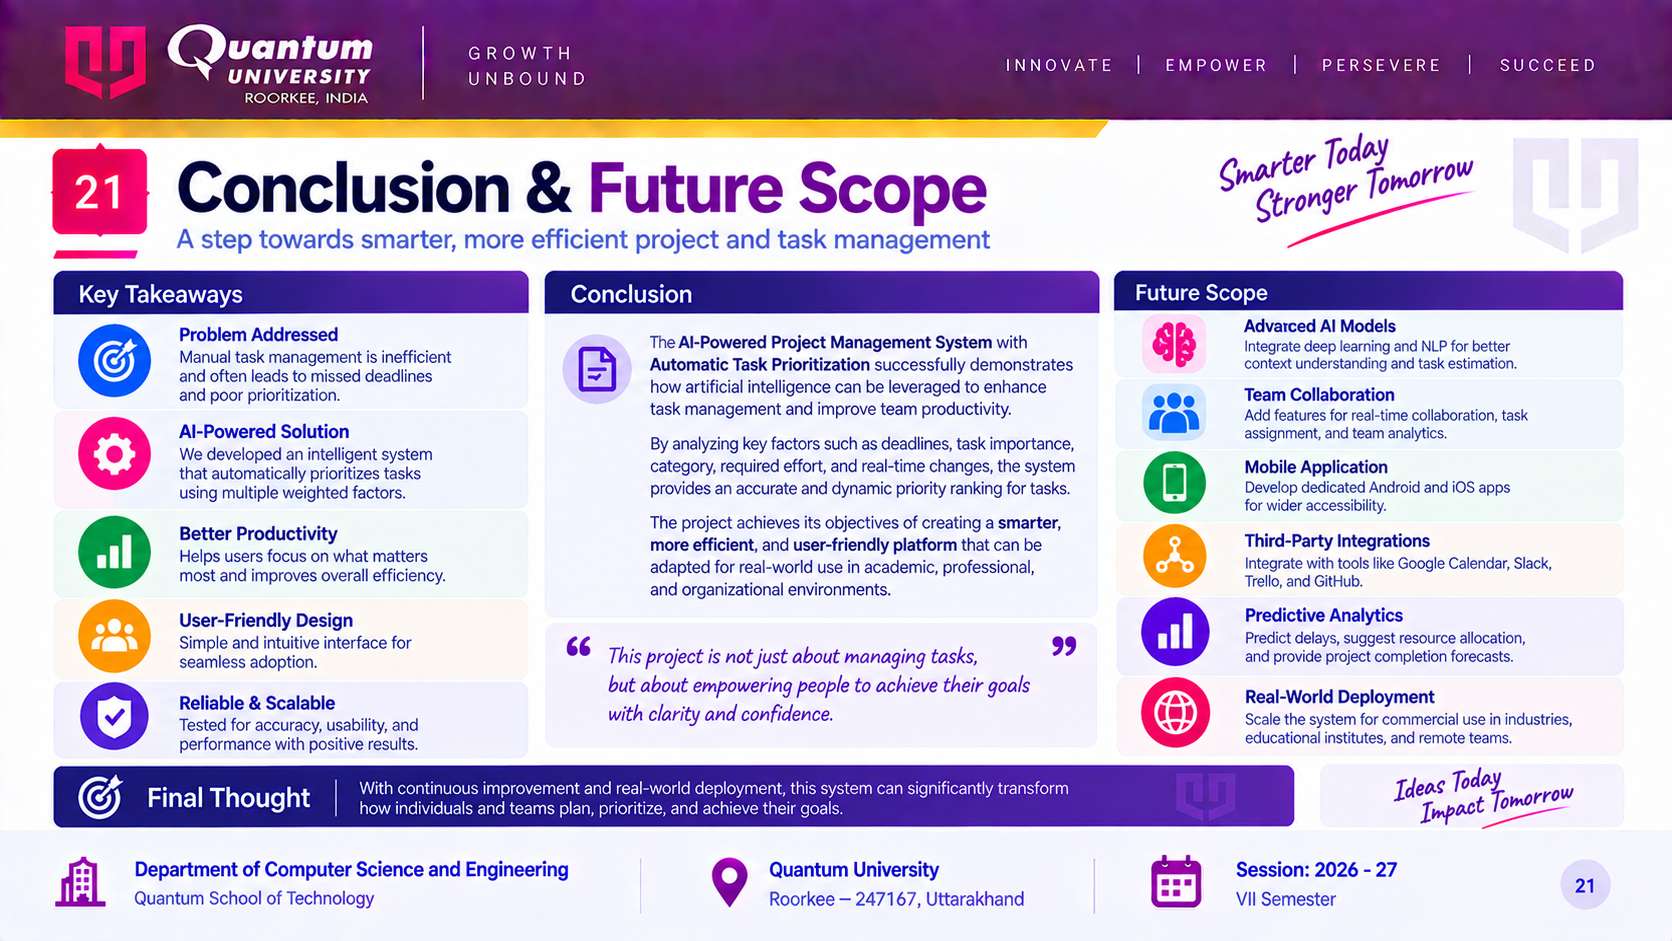 Quantum
UNIVERSITY
ROORKEE, INDIA
GROWTH
UNBOUND
INNOVATE | EMPOWER | PERSEVERE | SUCCEED
21
Conclusion & Future Scope
A step towards smarter, more efficient project and task management
Smarter Today
Stronger Tomorrow
Key Takeaways
Problem Addressed
Manual task management is inefficient
and often leads to missed deadlines
and poor prioritization.
AI-Powered Solution
We developed an intelligent system
that automatically prioritizes tasks
using multiple weighted factors.
Better Productivity
Helps users focus on what matters
most and improves overall efficiency.
User-Friendly Design
Simple and intuitive interface for
seamless adoption.
Reliable & Scalable
Tested for accuracy, usability, and
performance with positive results.
Conclusion
The AI-Powered Project Management System with
Automatic Task Prioritization successfully demonstrates
how artificial intelligence can be leveraged to enhance
task management and improve team productivity.
By analyzing key factors such as deadlines, task importance,
category, required effort, and real-time changes, the system
provides an accurate and dynamic priority ranking for tasks.
The project achieves its objectives of creating a smarter,
more efficient, and user-friendly platform that can be
adapted for real-world use in academic, professional,
and organizational environments.
“ This project is not just about managing tasks, ”
but about empowering people to achieve their goals
with clarity and confidence.
Future Scope
Advarced AI Models
Integrate deep learning and NLP for better
context understanding and task estimation.
Team Collaboration
Add features for real-time collaboration, task
assignment, and team analytics.
Mobile Application
Develop dedicated Android and iOS apps
for wider accessibility.
Third-Party Integrations
Integrate with tools like Google Calendar, Slack,
Trello, and GitHub.
Predictive Analytics
Predict delays, suggest resource allocation,
and provide project completion forecasts.
Real-World Deployment
Scale the system for commercial use in industries,
educational institutes, and remote teams.
Final Thought
With continuous improvement and real-world deployment, this system can significantly transform
how individuals and teams plan, prioritize, and achieve their goals.
Ideas Today
Impact Tomorrow
Department of Computer Science and Engineering
Quantum School of Technology
Quantum University
Roorkee – 247167, Uttarakhand
Session: 2026 - 27
VII Semester
21